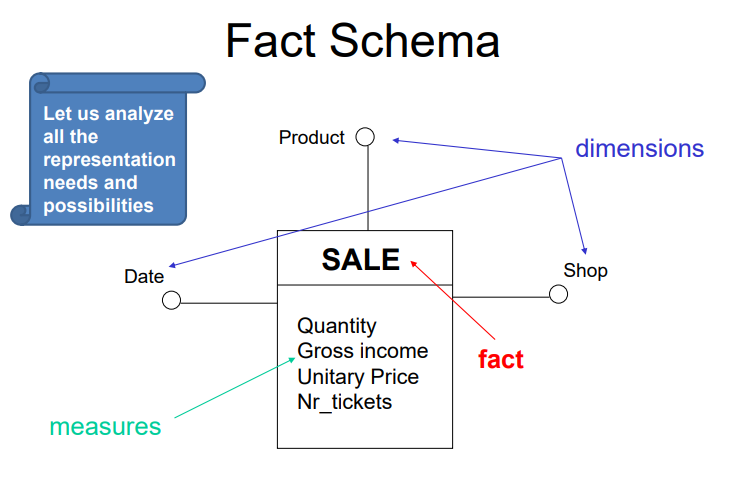 Fact Schema
Let us analyze
all the
representation
needs and
possibilities
Product
dimensions
Date
SALE
Shop
Quantity
Gross income
Unitary Price
Nr_tickets
fact
measures